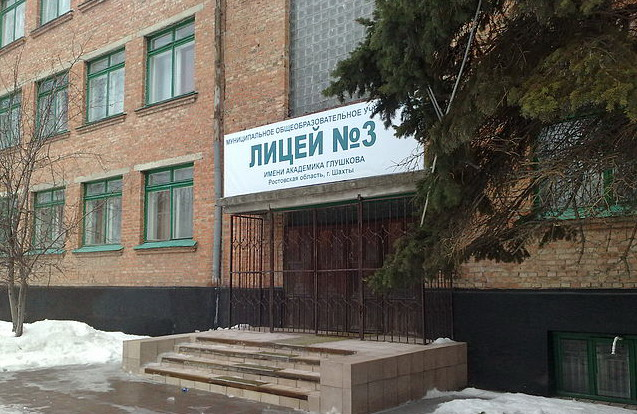 МУНИЦИПАЛЬНОЕ ОБЩЕОБРАЗОВАТЕЛЬНОЕ
ЛИЦЕЙ №3
ИМЕНИ АКАДЕМИКА ГЛУШКОВА
Ростовская область, г. Шахты